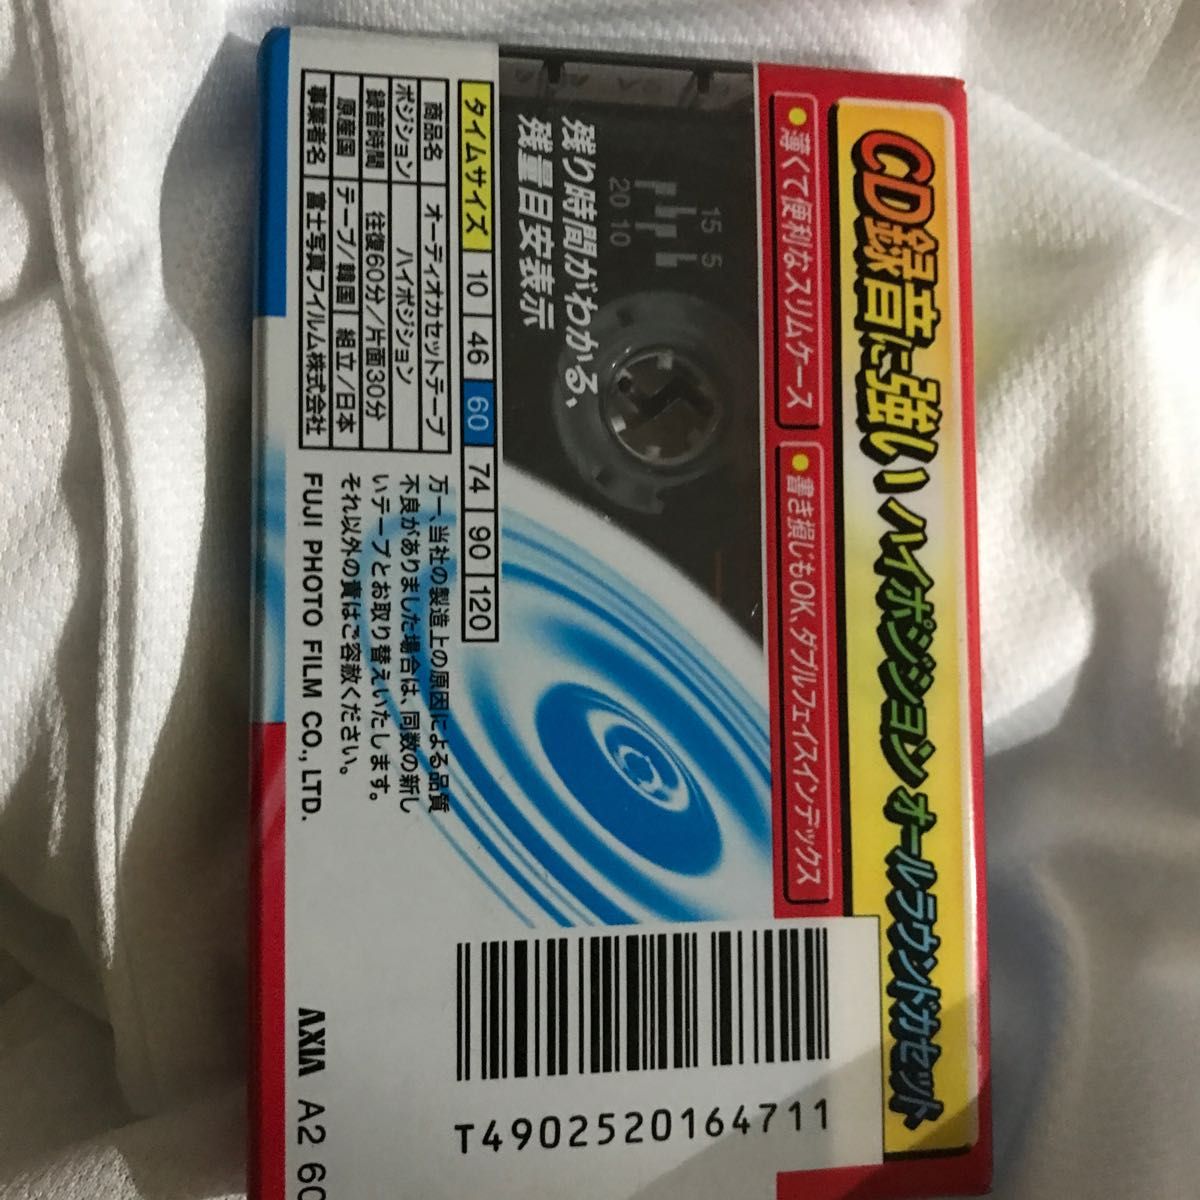 CD録音に強いハイポジションオールラウンドカセット
●薄くて便利なスリムケース
●書き損じもOK、ダブルフェイスインデックス
15 5
20 10
残り時間がわかる、
残量目安表示
タイムサイズ 10 46 60 74 90 120
商品名 オーディオカセットテープ
ポジション ハイポジション
録音時間 往復60分/片面30分
原産国 テープ/韓国 組立/日本
事業者名 富士写真フイルム株式会社
万一、当社の製造上の原因による品質
不良がありました場合は、同数の新し
いテープとお取り替えいたします。
それ以外の責はご容赦ください。
FUJI PHOTO FILM CO., LTD.
T4902520164711
AXIA A2 60